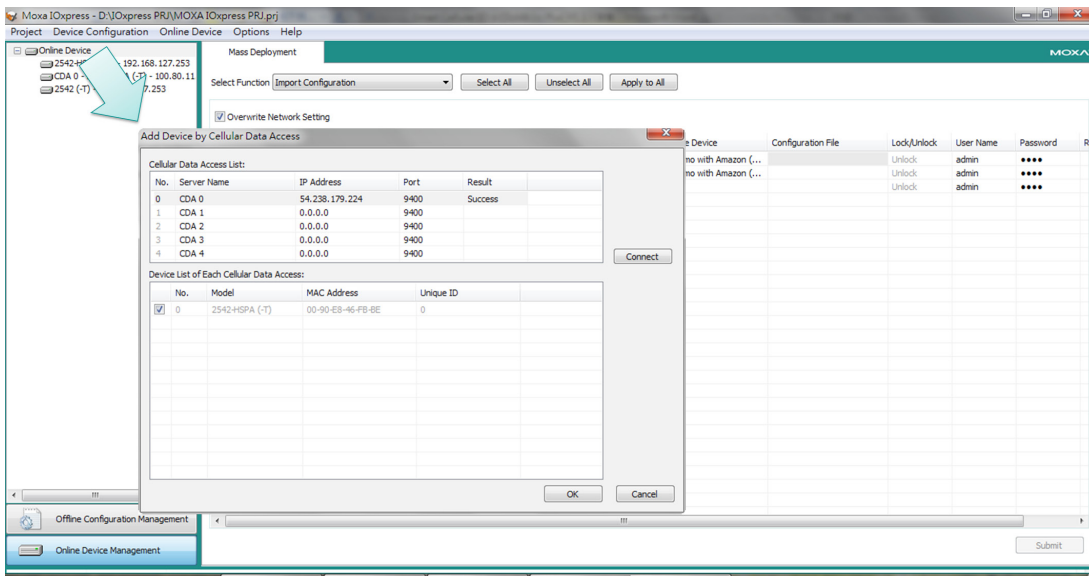 Moxa IOxpress - D:\IOxpress PRJ\MOXA IOxpress PRJ.prj
Project Device Configuration Online Device Options Help
Online Device
2542-H 192.168.127.253
CDA 0 - (-T) - 100.80.11
2542 (-T) - 7.253
Mass Deployment
MOXA
Select Function Import Configuration Select All Unselect All Apply to All
Overwrite Network Setting
e Device Configuration File Lock/Unlock User Name Password R
mo with Amazon (... Unlock admin ●●●●
mo with Amazon (... Unlock admin ●●●●
Unlock admin ●●●●
Add Device by Cellular Data Access
Cellular Data Access List:
No. Server Name IP Address Port Result
0 CDA 0 54.238.179.224 9400 Success
1 CDA 1 0.0.0.0 9400
2 CDA 2 0.0.0.0 9400
3 CDA 3 0.0.0.0 9400
4 CDA 4 0.0.0.0 9400
Connect
Device List of Each Cellular Data Access:
No. Model MAC Address Unique ID
0 2542-HSPA (-T) 00-90-E8-46-FB-BE 0
OK Cancel
Offline Configuration Management
Online Device Management
Submit